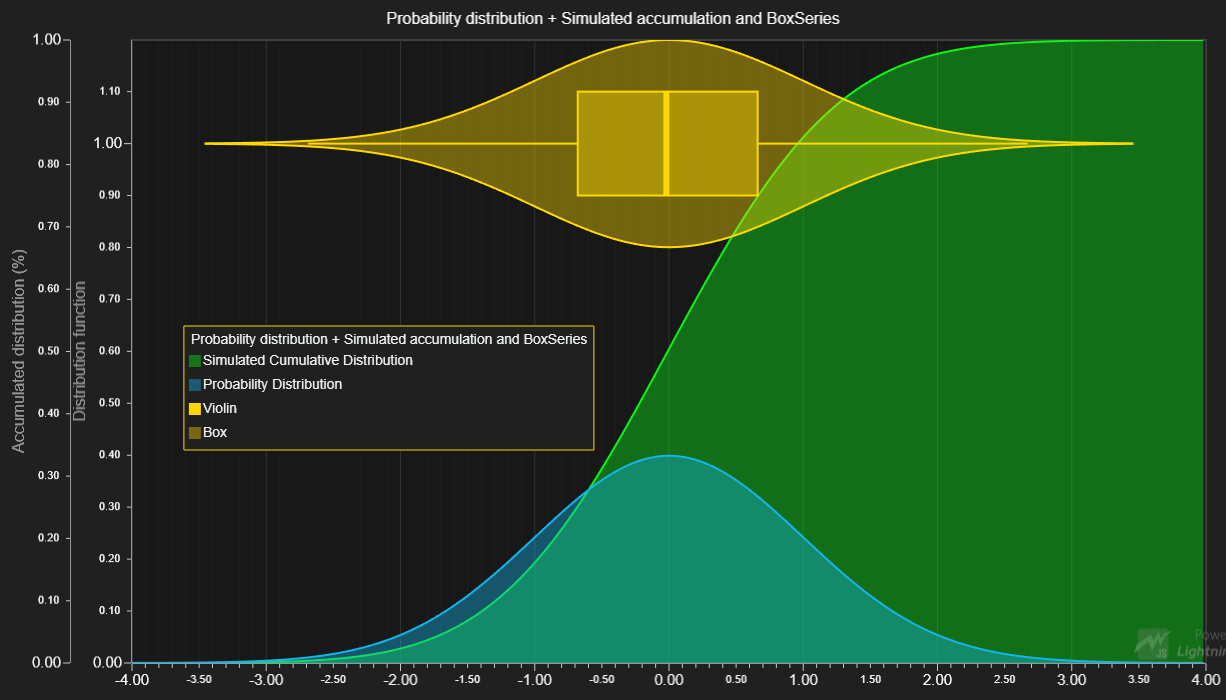 Probability distribution + Simulated accumulation and BoxSeries
Accumulated distribution (%)
1.00
0.90
0.80
0.70
0.60
0.50
0.40
0.30
0.20
0.10
0.00
Distribution function
1.10
1.00
0.90
0.80
0.70
0.60
0.50
0.40
0.30
0.20
0.10
0.00
Probability distribution + Simulated accumulation and BoxSeries
Simulated Cumulative Distribution
Probability Distribution
Violin
Box
-4.00 -3.50 -3.00 -2.50 -2.00 -1.50 -1.00 -0.50 0.00 0.50 1.00 1.50 2.00 2.50 3.00 3.50 4.00
JS